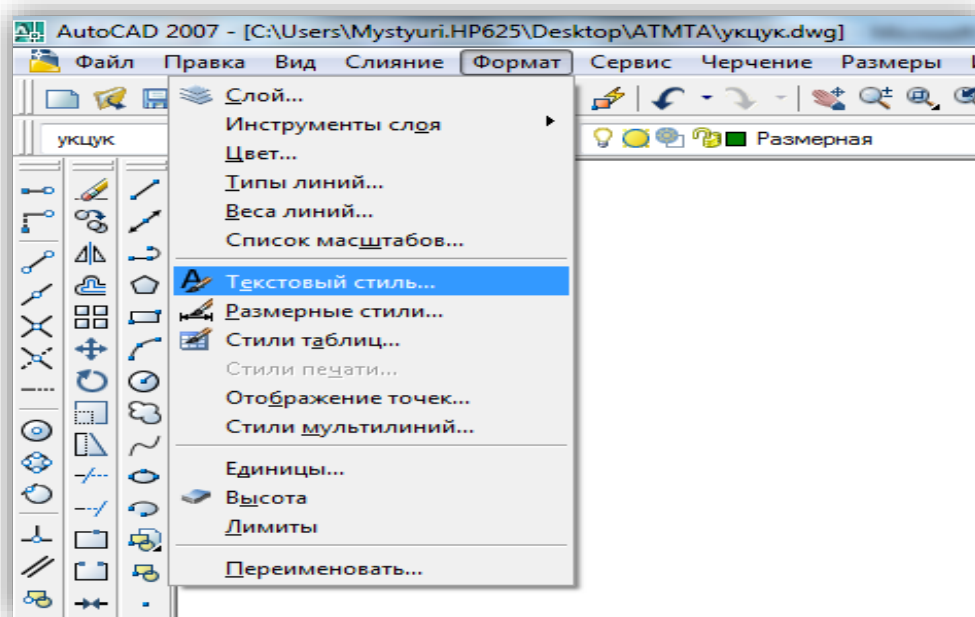 AutoCAD 2007 - [C:\Users\Mystyuri.HP625\Desktop\АТМТА\укцук.dwg]
Файл Правка Вид Слияние Формат Сервис Черчение Размеры
укцук
Размерная
Слой...
Инструменты слоя
Цвет...
Типы линий...
Веса линий...
Список масштабов...
Текстовый стиль...
Размерные стили...
Стили таблиц...
Стили печати...
Отображение точек...
Стили мультилиний...
Единицы...
Высота
Лимиты
Переименовать...